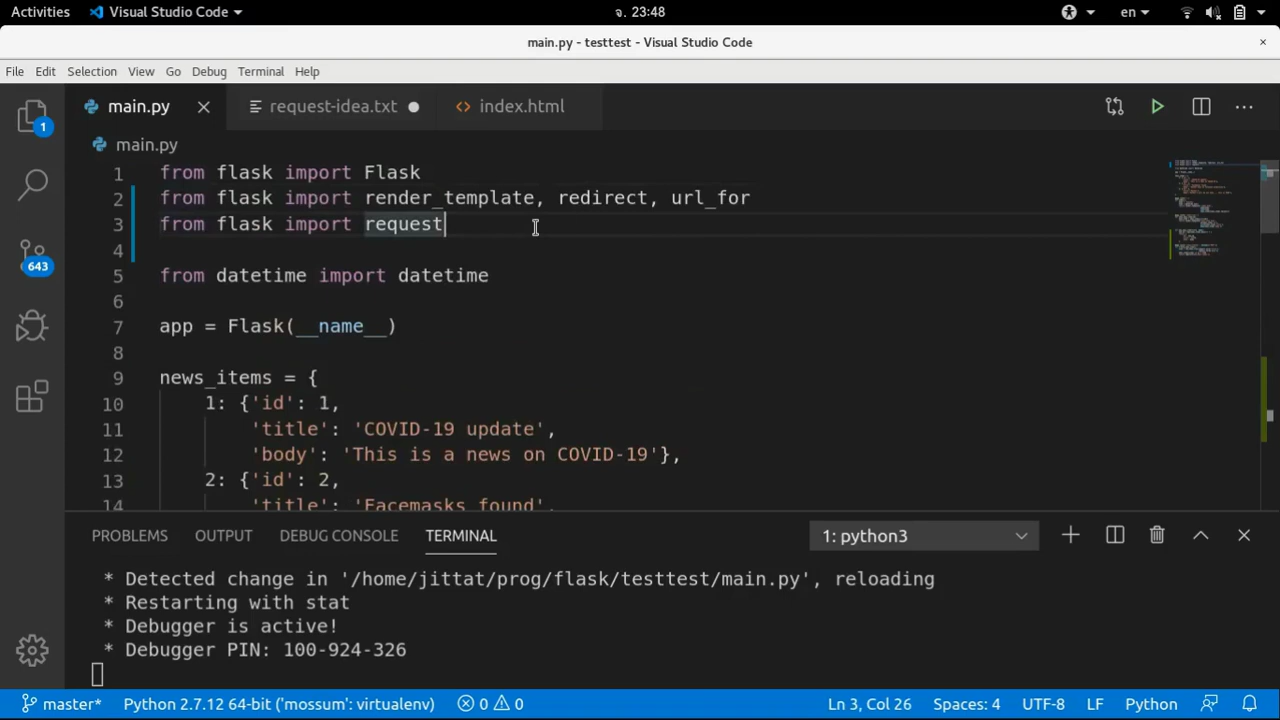 Activities Visual Studio Code จ. 23:48 en
main.py - testtest - Visual Studio Code ×
File Edit Selection View Go Debug Terminal Help
main.py request-idea.txt index.html
main.py
1 from flask import Flask
2 from flask import render_template, redirect, url_for
3 from flask import request
4
5 from datetime import datetime
6
7 app = Flask(__name__)
8
9 news_items = {
10 1: {'id': 1,
11 'title': 'COVID-19 update',
12 'body': 'This is a news on COVID-19'},
13 2: {'id': 2,
14 'title': 'Facemasks found',
1
643
PROBLEMS OUTPUT DEBUG CONSOLE TERMINAL 1: python3
* Detected change in '/home/jittat/prog/flask/testtest/main.py', reloading
* Restarting with stat
* Debugger is active!
* Debugger PIN: 100-924-326
master* Python 2.7.12 64-bit ('mossum': virtualenv) 0 0 Ln 3, Col 26 Spaces: 4 UTF-8 LF Python